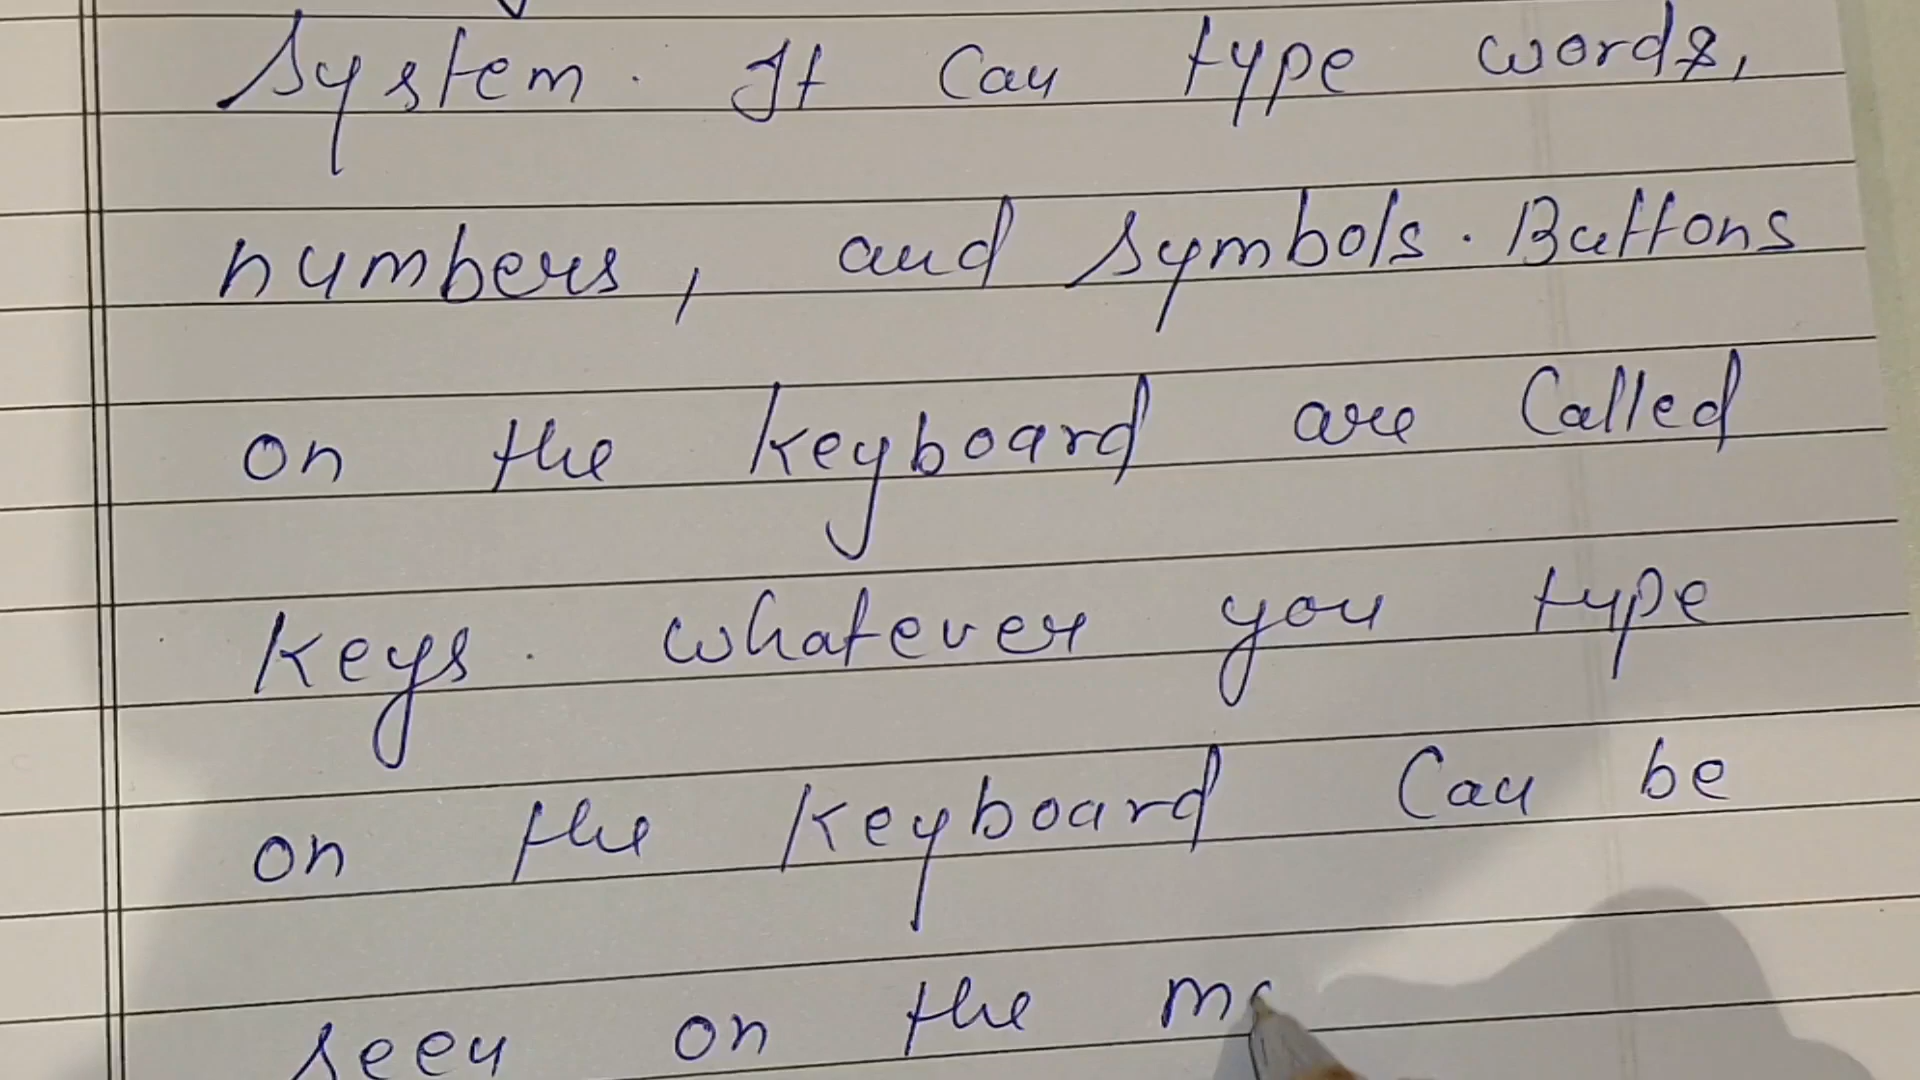 System. It can type words,
numbers, and symbols. Buttons
on the keyboard are called
keys. whatever you type
on the keyboard can be
seen on the